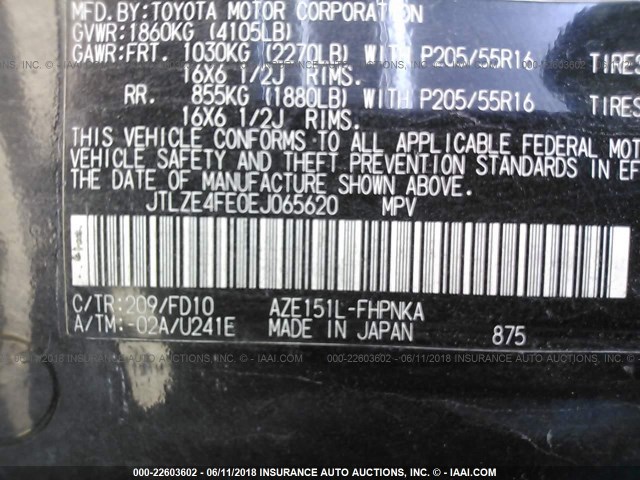 MFD.BY:TOYOTA MOTOR CORPORATION
GVWR:1860KG (4105LB)
GAWR:FRT. 1030KG (2270LB) WITH P205/55R16 TIRES
16X6 1/2J RIMS.
RR. 855KG (1880LB) WITH P205/55R16 TIRES
16X6 1/2J RIMS.
THIS VEHICLE CONFORMS TO ALL APPLICABLE FEDERAL MOT
VEHICLE SAFETY AND THEFT PREVENTION STANDARDS IN EF
THE DATE OF MANUFACTURE SHOWN ABOVE.
JTLZE4FE0EJ065620 MPV
C/TR:209/FD10 AZE151L-FHPNKA
A/TM:-02A/U241E MADE IN JAPAN 875
000-22603602 - 06/11/2018 INSURANCE AUTO AUCTIONS - © IAAI.COM